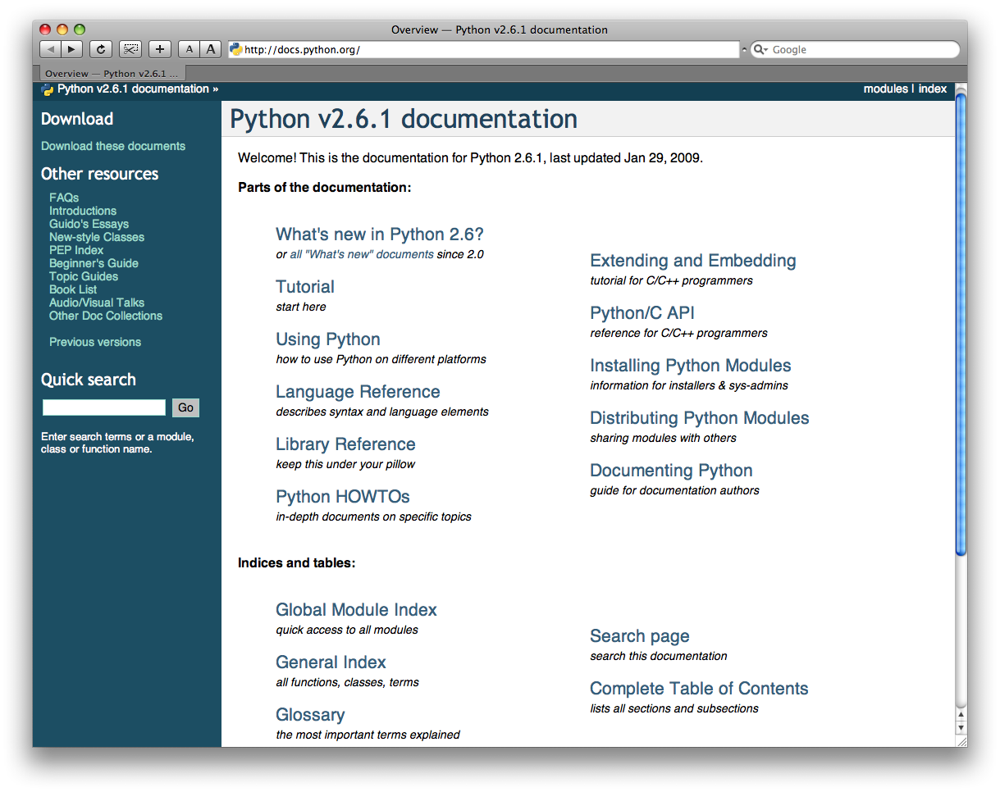 Overview — Python v2.6.1 documentation
A A http://docs.python.org/ Google
Overview — Python v2.6.1 ...
Python v2.6.1 documentation »
modules | index
Download
Download these documents
Other resources
FAQs
Introductions
Guido's Essays
New-style Classes
PEP Index
Beginner's Guide
Topic Guides
Book List
Audio/Visual Talks
Other Doc Collections
Previous versions
Quick search
Go
Enter search terms or a module,
class or function name.
Python v2.6.1 documentation
Welcome! This is the documentation for Python 2.6.1, last updated Jan 29, 2009.
Parts of the documentation:
What's new in Python 2.6?
or all "What's new" documents since 2.0
Tutorial
start here
Using Python
how to use Python on different platforms
Language Reference
describes syntax and language elements
Library Reference
keep this under your pillow
Python HOWTOs
in-depth documents on specific topics
Extending and Embedding
tutorial for C/C++ programmers
Python/C API
reference for C/C++ programmers
Installing Python Modules
information for installers & sys-admins
Distributing Python Modules
sharing modules with others
Documenting Python
guide for documentation authors
Indices and tables:
Global Module Index
quick access to all modules
General Index
all functions, classes, terms
Glossary
the most important terms explained
Search page
search this documentation
Complete Table of Contents
lists all sections and subsections